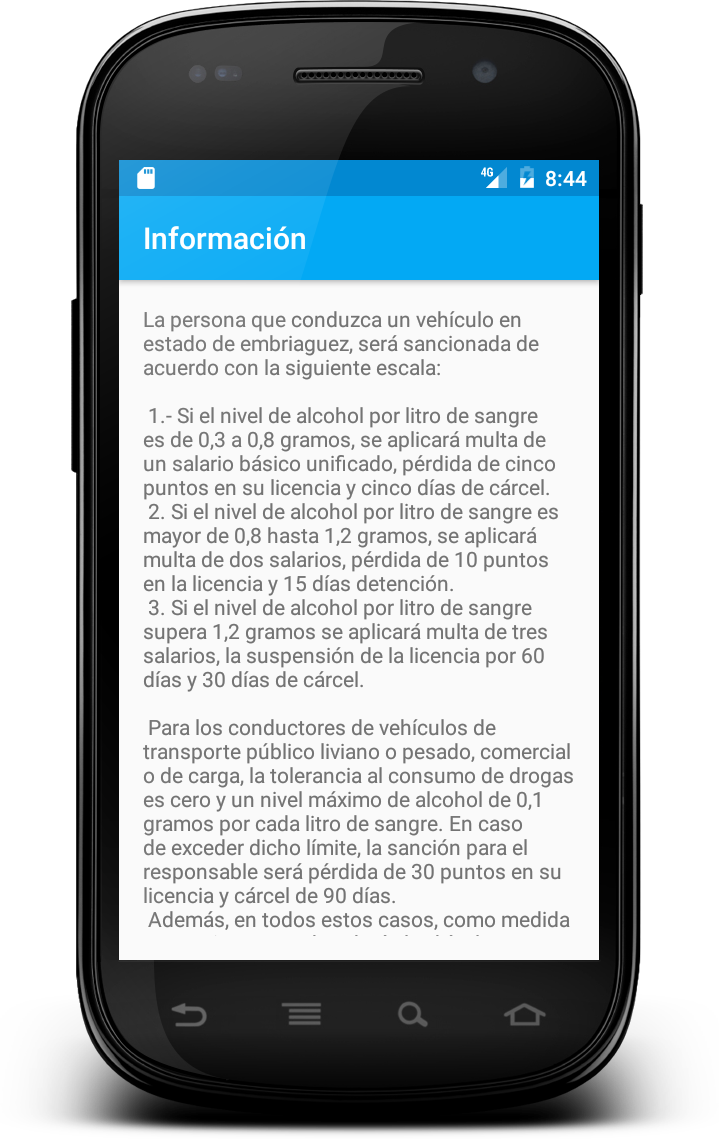 4G 8:44
Información
La persona que conduzca un vehículo en
estado de embriaguez, será sancionada de
acuerdo con la siguiente escala:
1.- Si el nivel de alcohol por litro de sangre
es de 0,3 a 0,8 gramos, se aplicará multa de
un salario básico unificado, pérdida de cinco
puntos en su licencia y cinco días de cárcel.
2. Si el nivel de alcohol por litro de sangre es
mayor de 0,8 hasta 1,2 gramos, se aplicará
multa de dos salarios, pérdida de 10 puntos
en la licencia y 15 días detención.
3. Si el nivel de alcohol por litro de sangre
supera 1,2 gramos se aplicará multa de tres
salarios, la suspensión de la licencia por 60
días y 30 días de cárcel.
Para los conductores de vehículos de
transporte público liviano o pesado, comercial
o de carga, la tolerancia al consumo de drogas
es cero y un nivel máximo de alcohol de 0,1
gramos por cada litro de sangre. En caso
de exceder dicho límite, la sanción para el
responsable será pérdida de 30 puntos en su
licencia y cárcel de 90 días.
Además, en todos estos casos, como medida